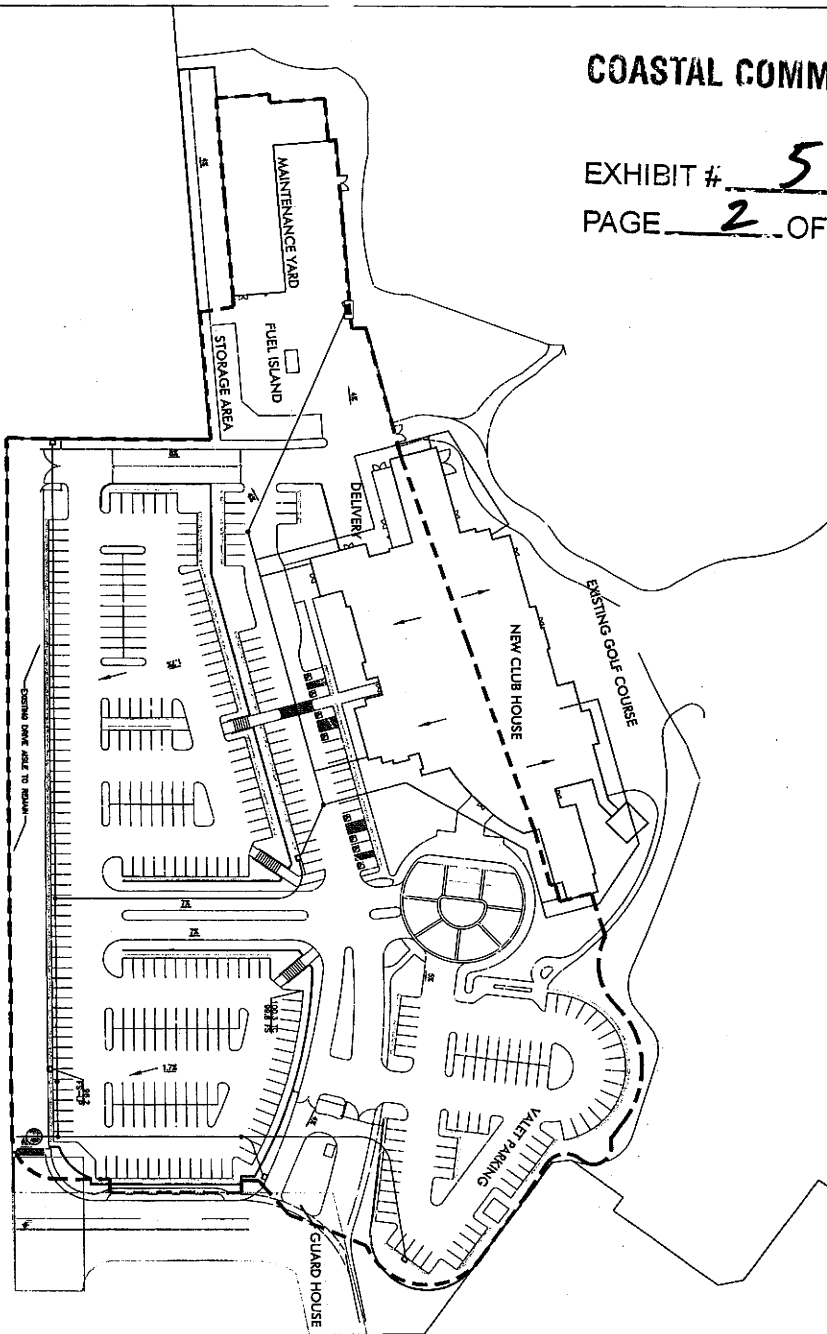 COASTAL COMM
EXHIBIT # 5
PAGE 2 OF
MAINTENANCE YARD
FUEL ISLAND
STORAGE AREA
DELIVERY
EXISTING GOLF COURSE
NEW CLUB HOUSE
EXISTING DRIVE AISLE TO REMAIN
VALET PARKING
GUARD HOUSE